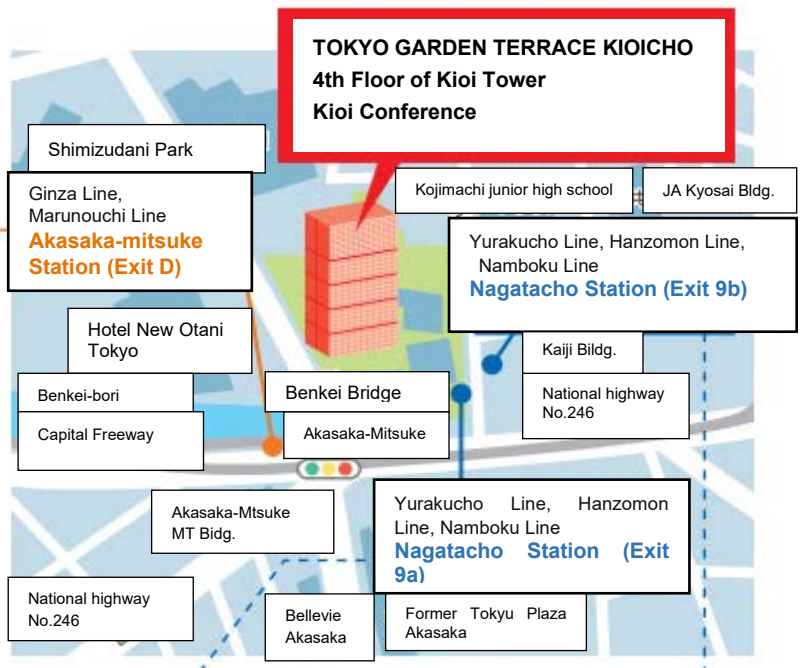 TOKYO GARDEN TERRACE KIOICHO
4th Floor of Kioi Tower
Kioi Conference
Shimizudani Park
Kojimachi junior high school
JA Kyosai Bldg.
Ginza Line,
Marunouchi Line
Akasaka-mitsuke
Station (Exit D)
Yurakucho Line, Hanzomon Line,
Namboku Line
Nagatacho Station (Exit 9b)
Hotel New Otani
Tokyo
Kaiji Bildg.
Benkei-bori
Benkei Bridge
National highway
No.246
Capital Freeway
Akasaka-Mitsuke
Akasaka-Mtsuke
MT Bidg.
Yurakucho Line, Hanzomon
Line, Namboku Line
Nagatacho Station (Exit
9a)
National highway
No.246
Bellevie
Akasaka
Former Tokyu Plaza
Akasaka